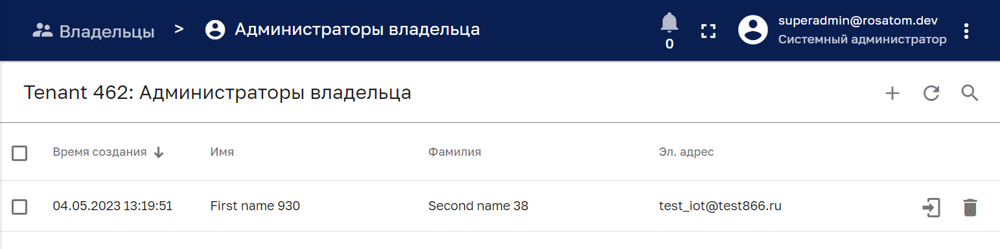 Владельцы > Администраторы владельца
0
superadmin@rosatom.dev
Системный администратор
Tenant 462: Администраторы владельца
Время создания Имя Фамилия Эл. адрес
04.05.2023 13:19:51 First name 930 Second name 38 test_iot@test866.ru